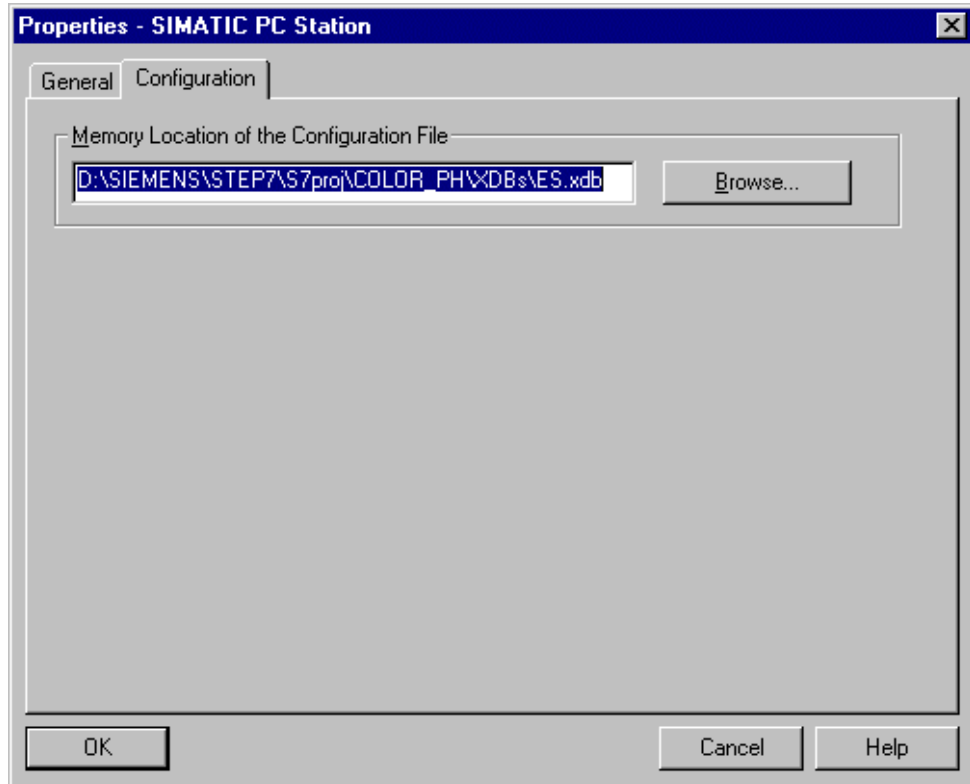 Properties - SIMATIC PC Station
General Configuration
Memory Location of the Configuration File
D:\SIEMENS\STEP7\S7proj\COLOR_PH\XDBs\ES.xdb Browse...
OK Cancel Help